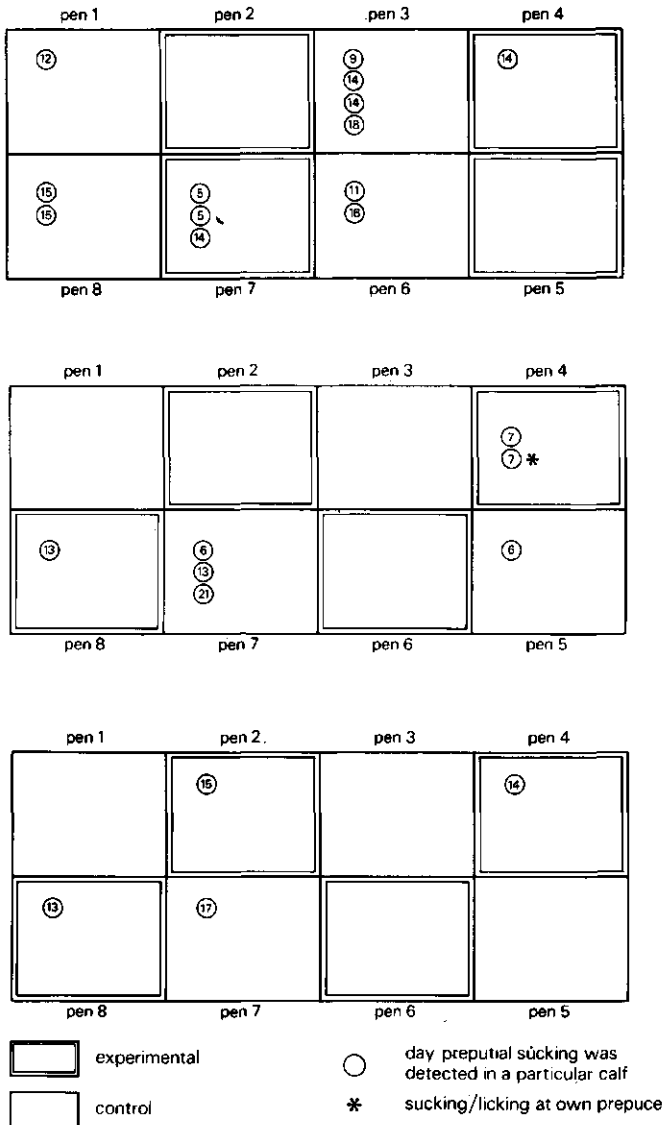 pen 1 pen 2 pen 3 pen 4
12 9 14
14
14
18
15 5 11
15 5 18
14
pen 8 pen 7 pen 6 pen 5
pen 1 pen 2 pen 3 pen 4
7
7 *
13 6 6
13
21
pen 8 pen 7 pen 6 pen 5
pen 1 pen 2 pen 3 pen 4
15 14
13 17
pen 8 pen 7 pen 6 pen 5
experimental
day preputial sucking was
detected in a particular calf
control
* sucking/licking at own prepuce